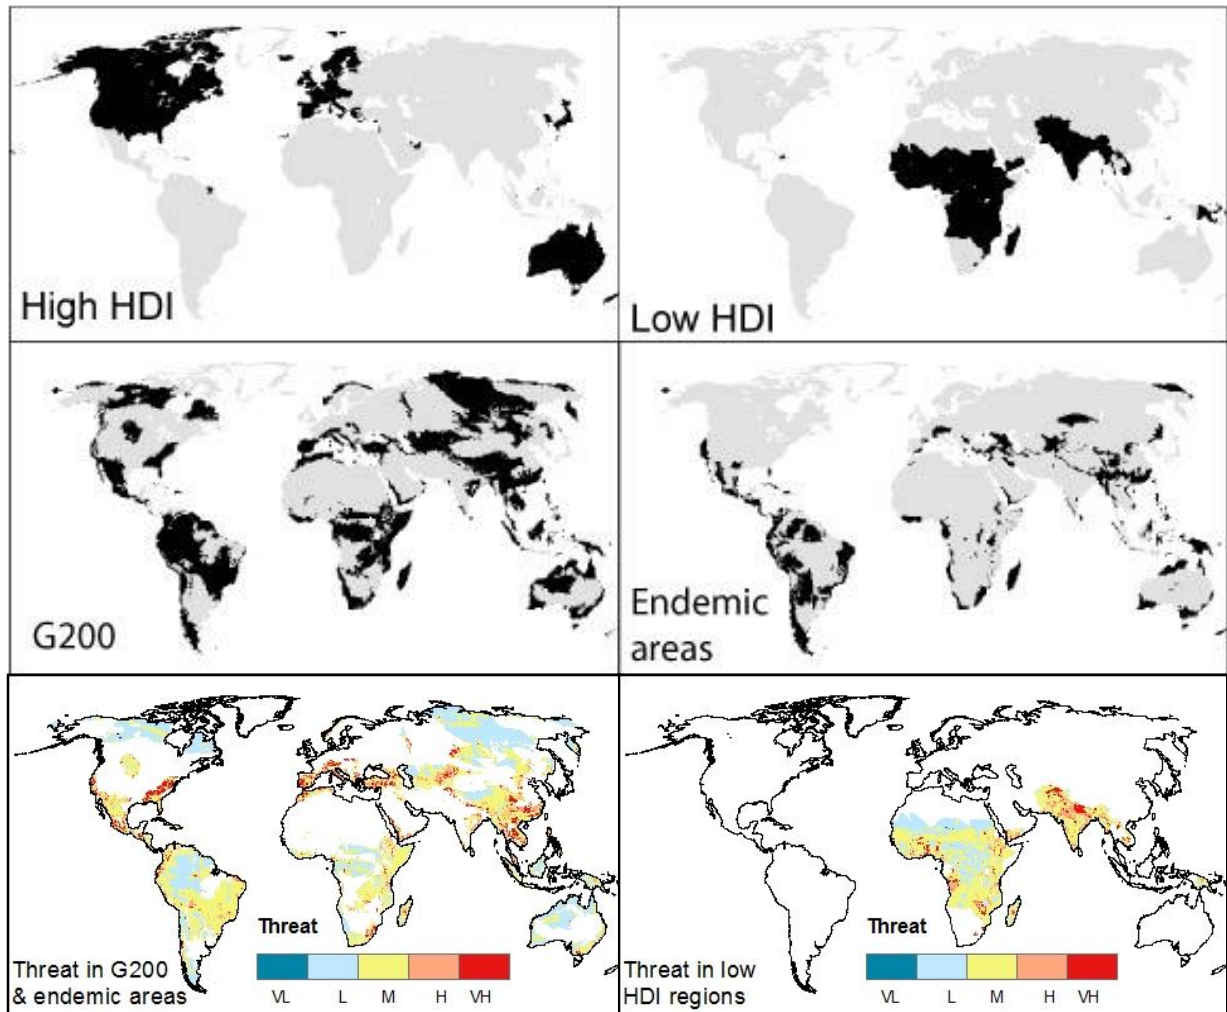 High HDI
Low HDI
G200
Endemic
areas
Threat
Threat in G200
& endemic areas
VL L M H VH
Threat
Threat in low
HDI regions
VL L M H VH